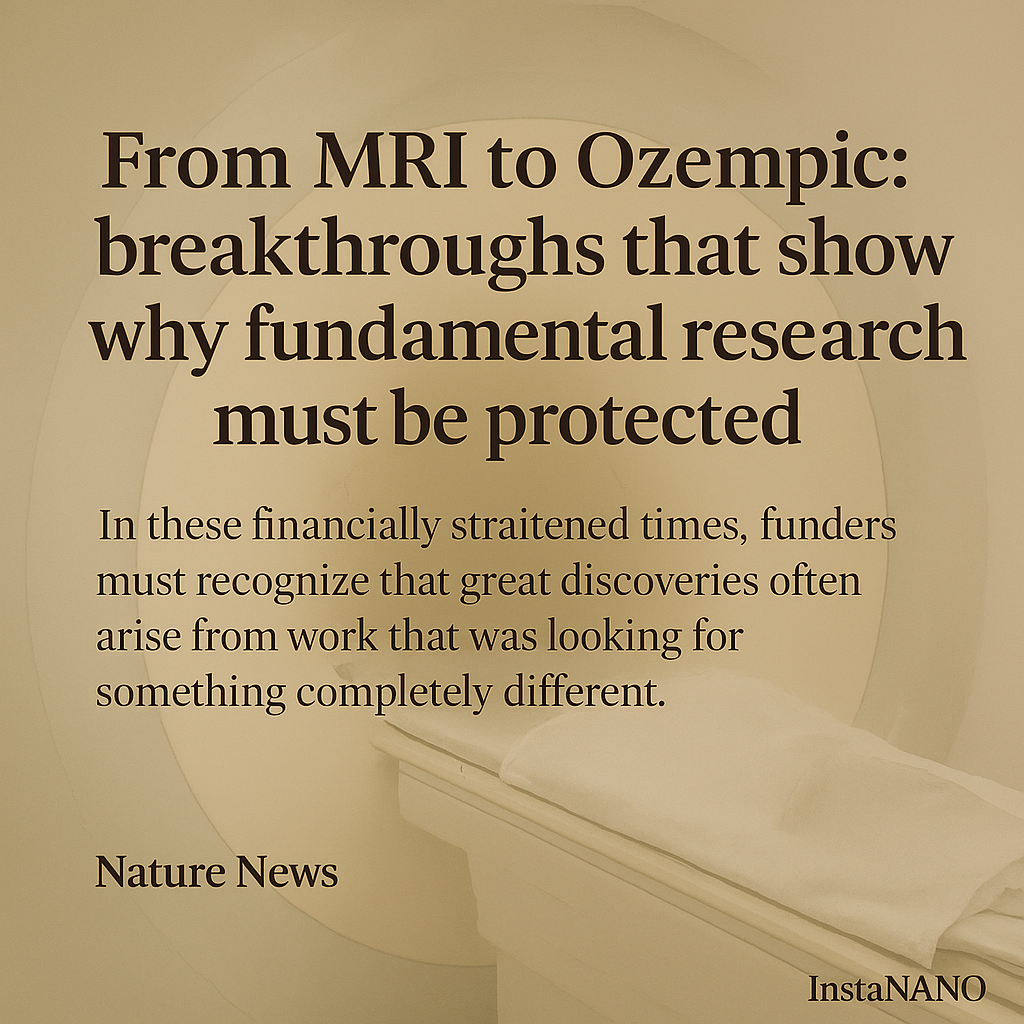 From MRI to Ozempic:
breakthroughs that show
why fundamental research
must be protected
In these financially straitened times, funders
must recognize that great discoveries often
arise from work that was looking for
something completely different.
Nature News
InstaNANO